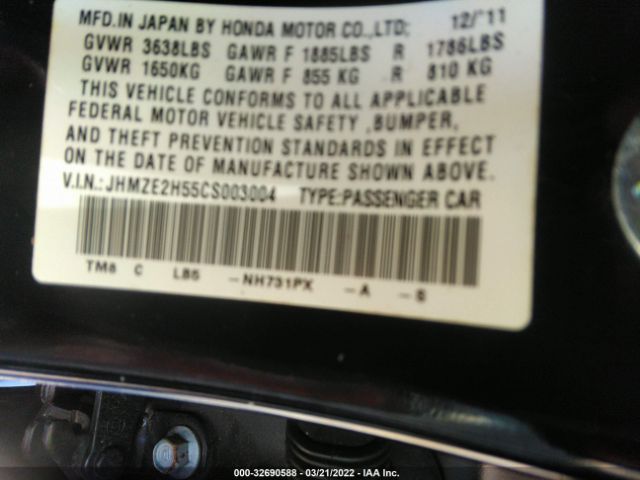 MFD.IN JAPAN BY HONDA MOTOR CO.,LTD; 12/'11
GVWR 3638LBS GAWR F 1885LBS R 1786LBS
GVWR 1650KG GAWR F 855 KG R 810 KG
THIS VEHICLE CONFORMS TO ALL APPLICABLE
FEDERAL MOTOR VEHICLE SAFETY ,BUMPER,
AND THEFT PREVENTION STANDARDS IN EFFECT
ON THE DATE OF MANUFACTURE SHOWN ABOVE.
V.I.N.: JHMZE2H55CS003004 TYPE:PASSENGER CAR
TM8 C LB5 -NH731PX -A -S
000-32690588 - 03/21/2022 - IAA Inc.